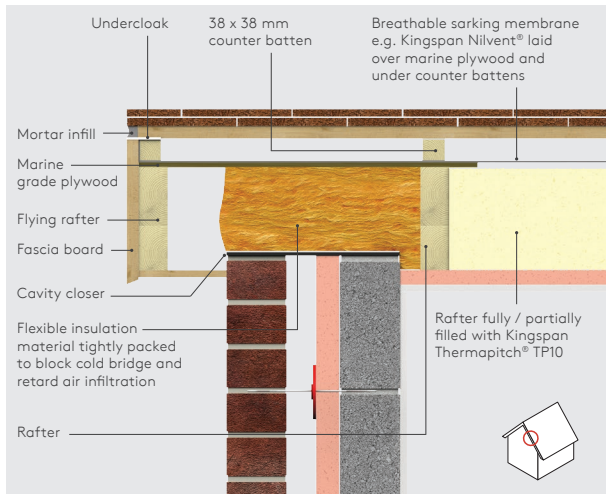 Undercloak
38 x 38 mm
counter batten
Breathable sarking membrane
e.g. Kingspan Nilvent® laid
over marine plywood and
under counter battens
Mortar infill
Marine
grade plywood
Flying rafter
Fascia board
Cavity closer
Flexible insulation
material tightly packed
to block cold bridge and
retard air infiltration
Rafter
Rafter fully / partially
filled with Kingspan
Thermapitch® TP10